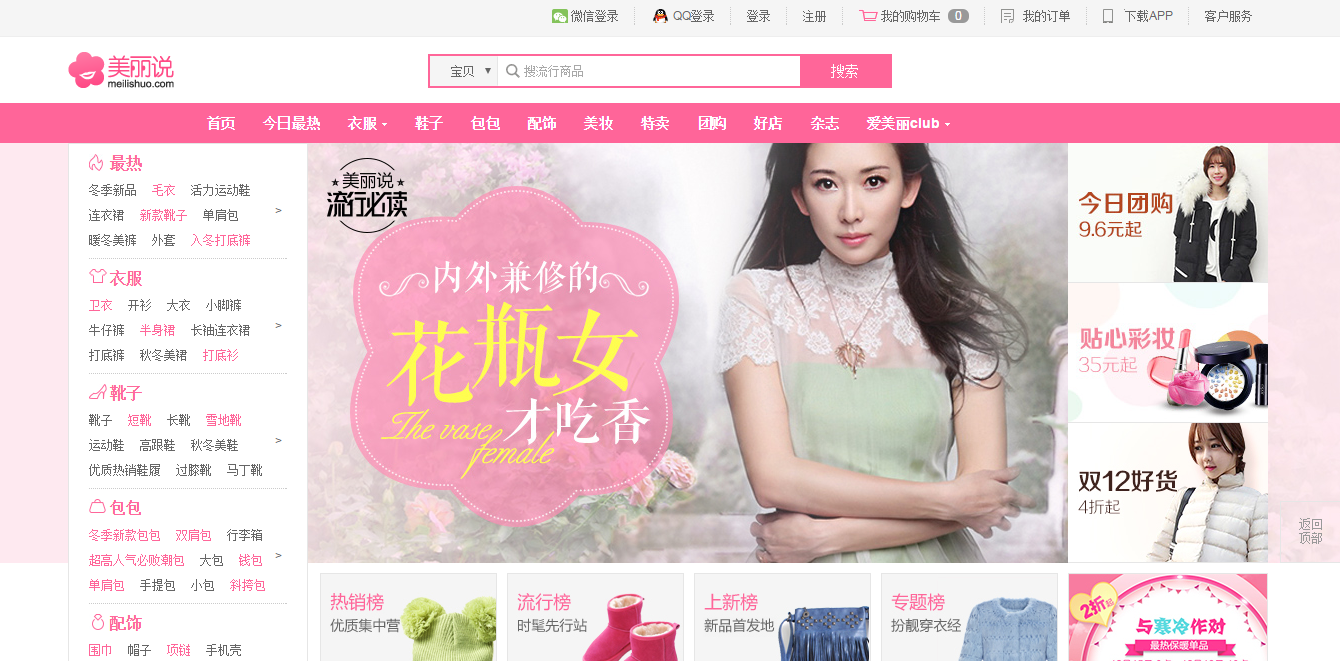 微信登录 QQ登录 登录 注册 我的购物车 0 我的订单 下载APP 客户服务
美丽说
meilishuo.com
宝贝 ▼ 搜流行商品 搜索
首页 今日最热 衣服 鞋子 包包 配饰 美妆 特卖 团购 好店 杂志 爱美丽club
最热
冬季新品 毛衣 活力运动鞋
连衣裙 新款靴子 单肩包 >
暖冬美裤 外套 入冬打底裤
衣服
卫衣 开衫 大衣 小脚裤
牛仔裤 半身裙 长袖连衣裙 >
打底裤 秋冬美裙 打底衫
靴子
靴子 短靴 长靴 雪地靴
运动鞋 高跟鞋 秋冬美鞋 >
优质热销鞋履 过膝靴 马丁靴
包包
冬季新款包包 双肩包 行李箱
超高人气必败潮包 大包 钱包 >
单肩包 手提包 小包 斜挎包
配饰
围巾 帽子 项链 手机壳
美丽说
流行必读
内外兼修的
花瓶女
才吃香
The vase
female
今日团购
9.6元起
贴心彩妆
35元起
双12好货
4折起
返回
顶部
热销榜
优质集中营
流行榜
时髦先行站
上新榜
新品首发地
专题榜
扮靓穿衣经
2折起
与寒冷作对
最热保暖单品